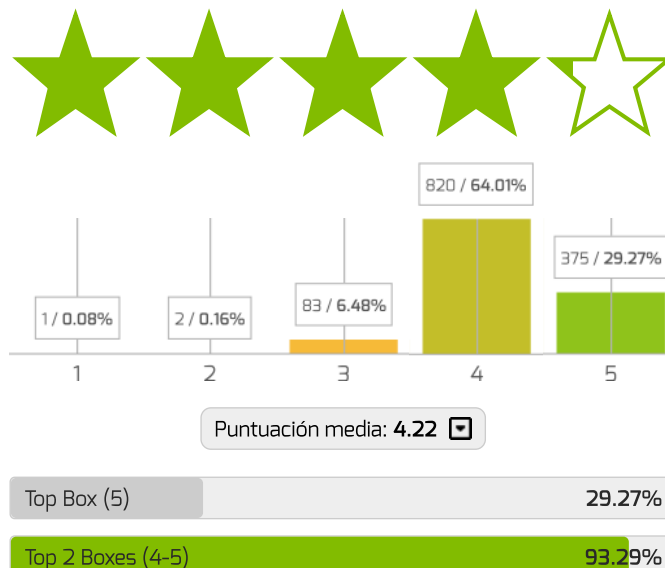 820 / 64.01%
375 / 29.27%
83 / 6.48%
1 / 0.08%
2 / 0.16%
1 2 3 4 5
Puntuación media: 4.22
Top Box (5) 29.27%
Top 2 Boxes (4-5) 93.29%